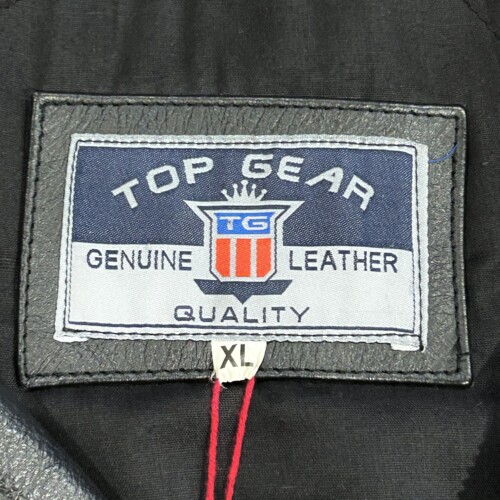 TOP GEAR
TG
GENUINE LEATHER
QUALITY
XL